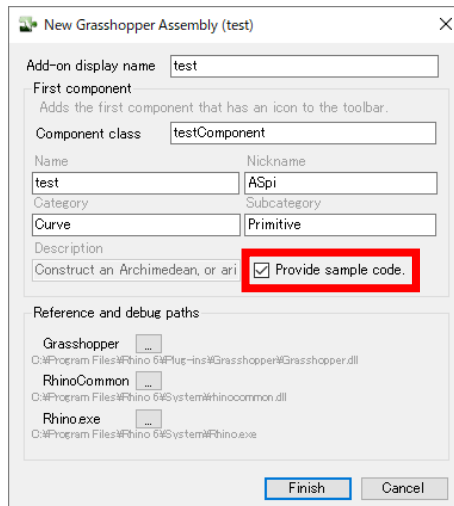 New Grasshopper Assembly (test)
Add-on display name test
First component
Adds the first component that has an icon to the toolbar.
Component class testComponent
Name Nickname
test ASpi
Category Subcategory
Curve Primitive
Description
Construct an Archimedean, or ari Provide sample code.
Reference and debug paths
Grasshopper ...
C:¥Program Files¥Rhino 6¥Plug-ins¥Grasshopper¥Grasshopper.dll
RhinoCommon ...
C:¥Program Files¥Rhino 6¥System¥rhinocommon.dll
Rhino.exe ...
C:¥Program Files¥Rhino 6¥System¥Rhino.exe
Finish Cancel